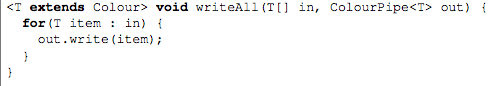 <T extends Colour> void writeAll(T[] in, ColourPipe<T> out) {
  for(T item : in) {
    out.write(item);
  }
}